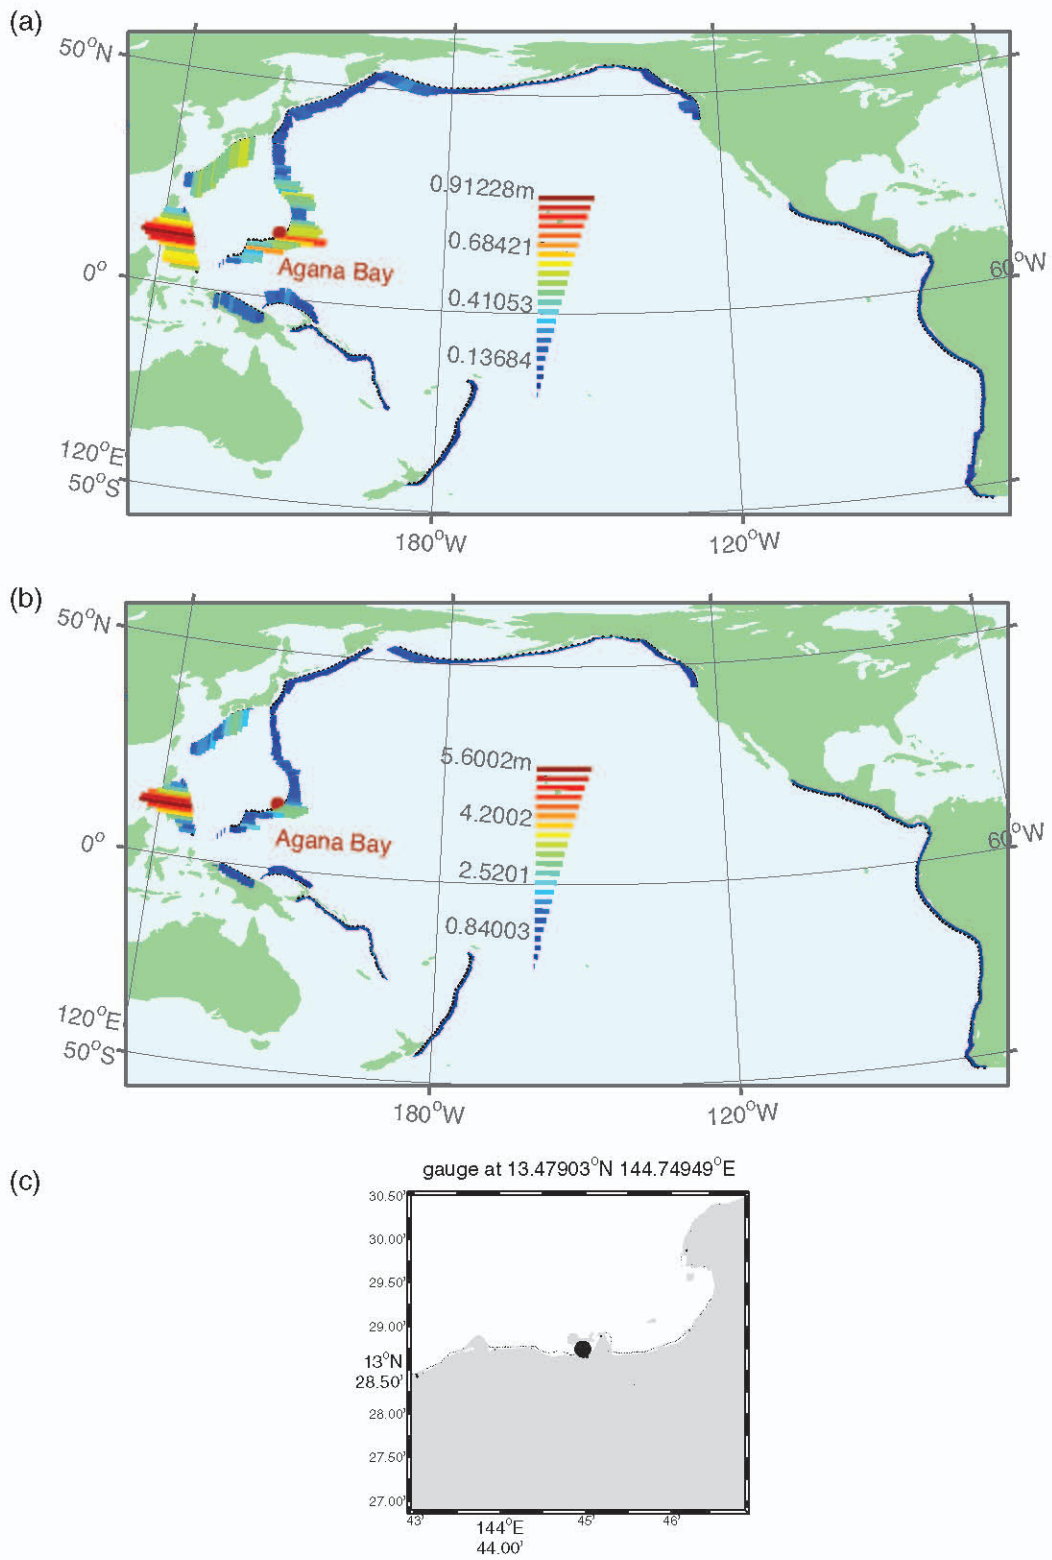 (a)
50°N
0.91228m
0.68421
Agana Bay
0°
60°W
0.41053
0.13684
120°E
50°S
180°W
120°W
(b)
50°N
5.6002m
4.2002
Agana Bay
0°
60°W
2.5201
0.84003
120°E
50°S
180°W
120°W
(c)
gauge at 13.47903°N 144.74949°E
30.50'
30.00'
29.50'
29.00'
13°N
28.50'
28.00'
27.50'
27.00'
43'
144°E
44.00'
45'
46'